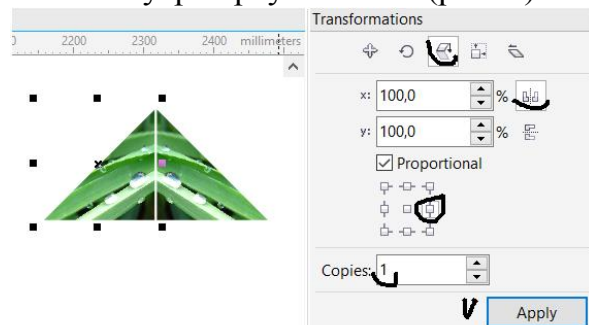 Transformations
2200 2300 2400 millimeters
x: 100,0 %
y: 100,0 %
Proportional
Copies: 1
Apply